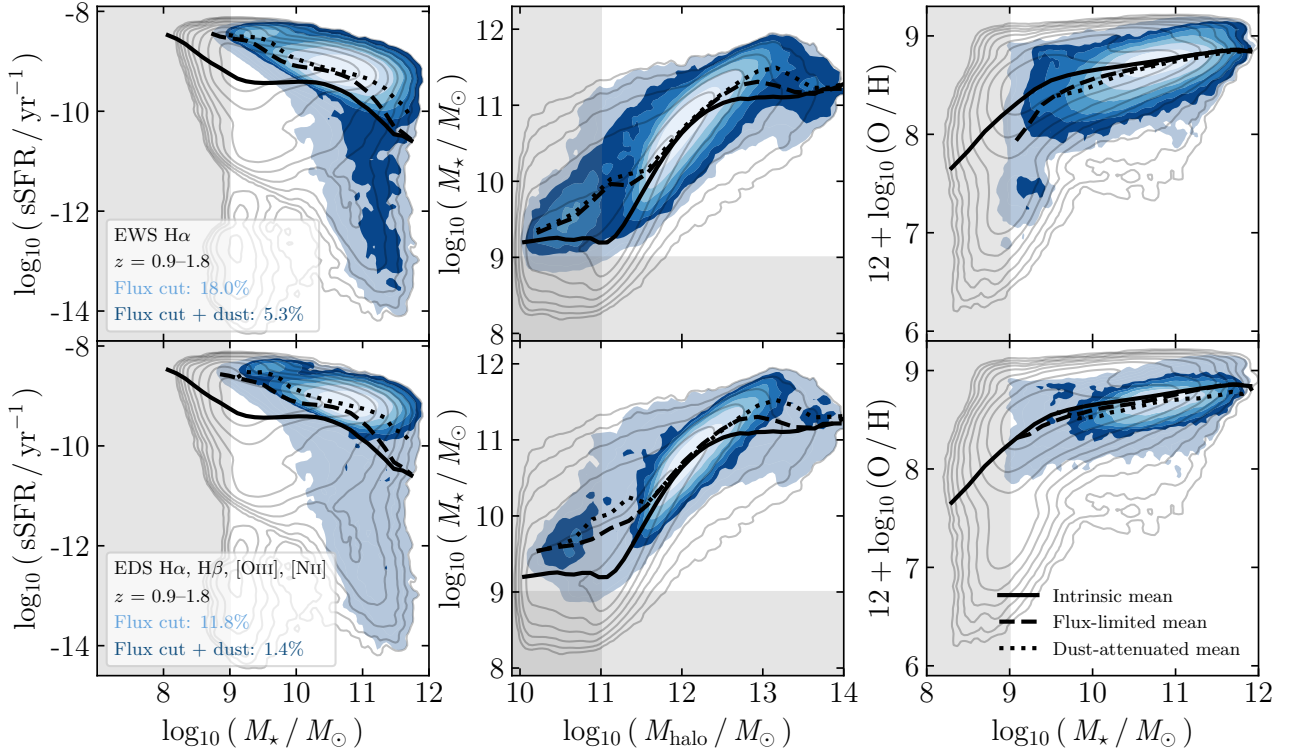 -8
-10
-12
-14
log₁₀ ( sSFR / yr⁻¹ )
EWS Hα
z = 0.9–1.8
Flux cut: 18.0%
Flux cut + dust: 5.3%
12
11
10
9
8
log₁₀ ( M⋆ / M⊙ )
9
8
7
6
12 + log₁₀ (O / H)
-8
-10
-12
-14
log₁₀ ( sSFR / yr⁻¹ )
EDS Hα, Hβ, [OIII], [NII]
z = 0.9–1.8
Flux cut: 11.8%
Flux cut + dust: 1.4%
8 9 10 11 12
log₁₀ ( M⋆ / M⊙ )
12
11
10
9
8
log₁₀ ( M⋆ / M⊙ )
10 11 12 13 14
log₁₀ ( Mhalo / M⊙ )
9
8
7
6
12 + log₁₀ (O / H)
Intrinsic mean
Flux-limited mean
Dust-attenuated mean
8 9 10 11 12
log₁₀ ( M⋆ / M⊙ )